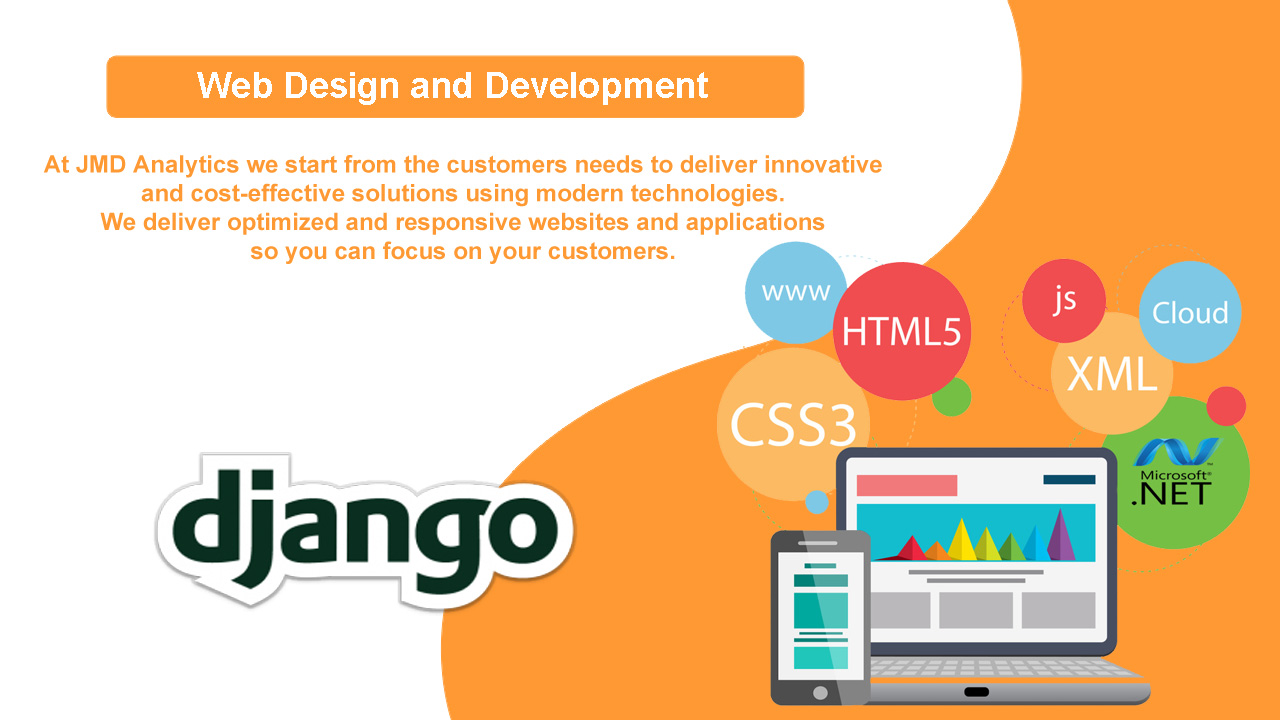 Web Design and Development
At JMD Analytics we start from the customers needs to deliver innovative
and cost-effective solutions using modern technologies.
We deliver optimized and responsive websites and applications
so you can focus on your customers.
www
HTML5
js
Cloud
XML
CSS3
Microsoft®
.NET™
django